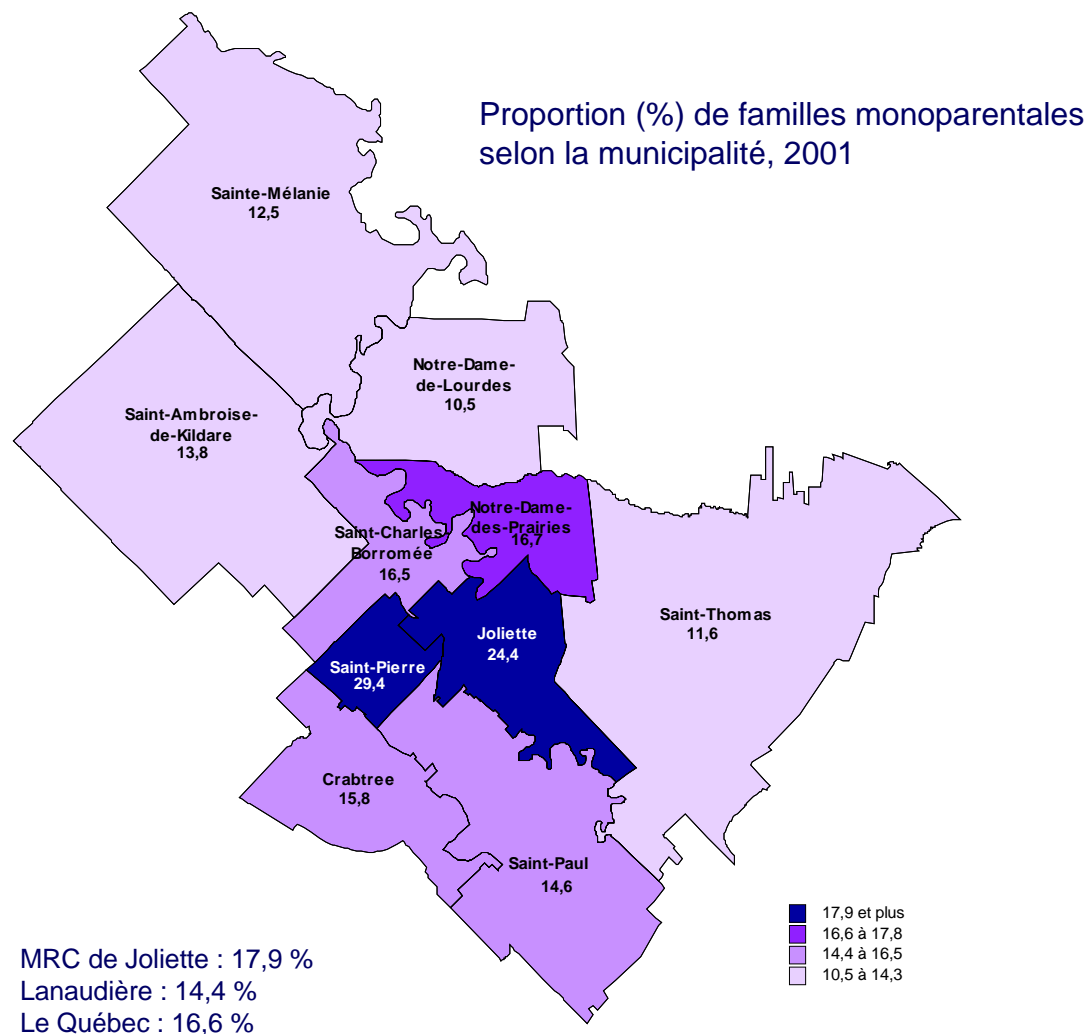 Proportion (%) de familles monoparentales
selon la municipalité, 2001
Sainte-Mélanie
12,5
Notre-Dame-
de-Lourdes
10,5
Saint-Ambroise-
de-Kildare
13,8
Notre-Dame-
des-Prairies
16,7
Saint-Charles
Borromée
16,5
Saint-Thomas
11,6
Joliette
24,4
Saint-Pierre
29,4
Crabtree
15,8
Saint-Paul
14,6
17,9 et plus
16,6 à 17,8
14,4 à 16,5
10,5 à 14,3
MRC de Joliette : 17,9 %
Lanaudière : 14,4 %
Le Québec : 16,6 %